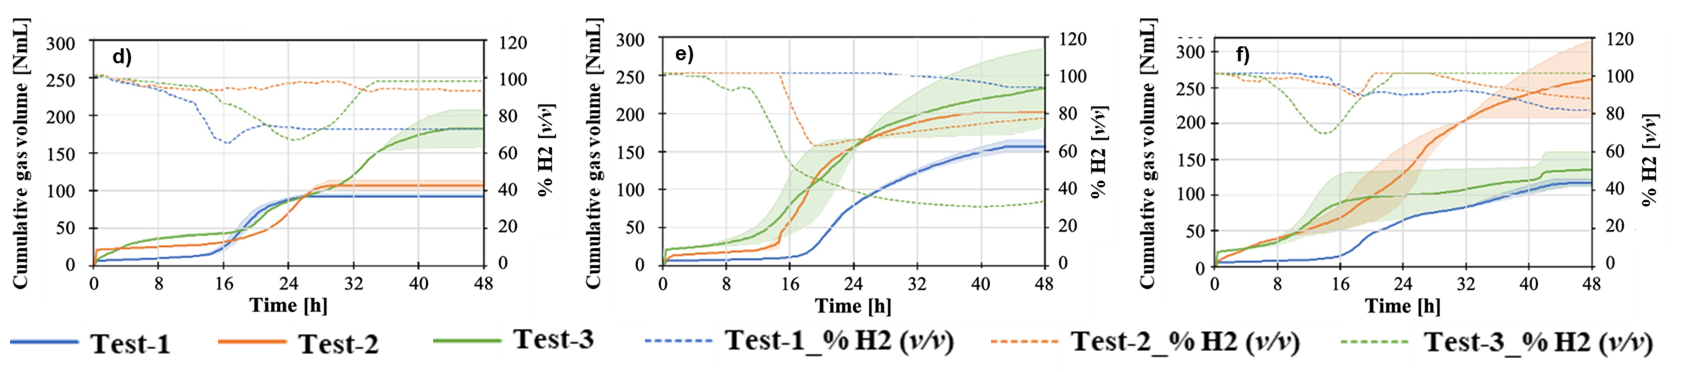 Cumulative gas volume [NmL]
300
250
200
150
100
50
0
d)
120
100
80
60
40
20
0
% H2 [v/v]
0 8 16 24 32 40 48
Time [h]
Cumulative gas volume [NmL]
300
250
200
150
100
50
0
e)
120
100
80
60
40
20
0
% H2 [v/v]
0 8 16 24 32 40 48
Time [h]
Cumulative gas volume [NmL]
300
250
200
150
100
50
0
f)
120
100
80
60
40
20
0
% H2 [v/v]
0 8 16 24 32 40 48
Time [h]
Test-1 Test-2 Test-3 Test-1_% H2 (v/v) Test-2_% H2 (v/v) Test-3_% H2 (v/v)